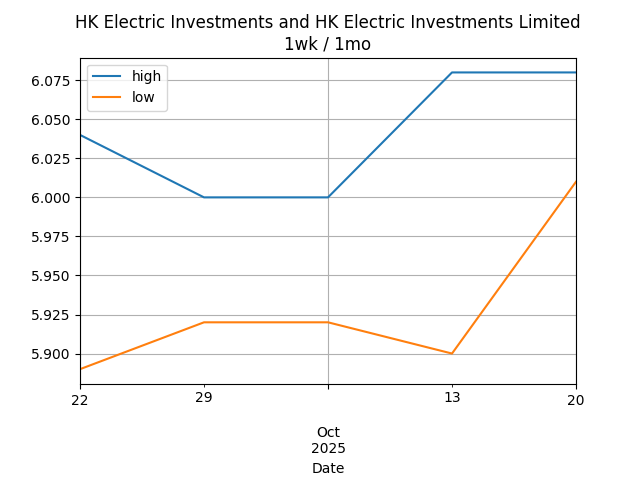 HK Electric Investments and HK Electric Investments Limited
1wk / 1mo
high
low
6.075
6.050
6.025
6.000
5.975
5.950
5.925
5.900
22
29
13
20
Oct
2025
Date